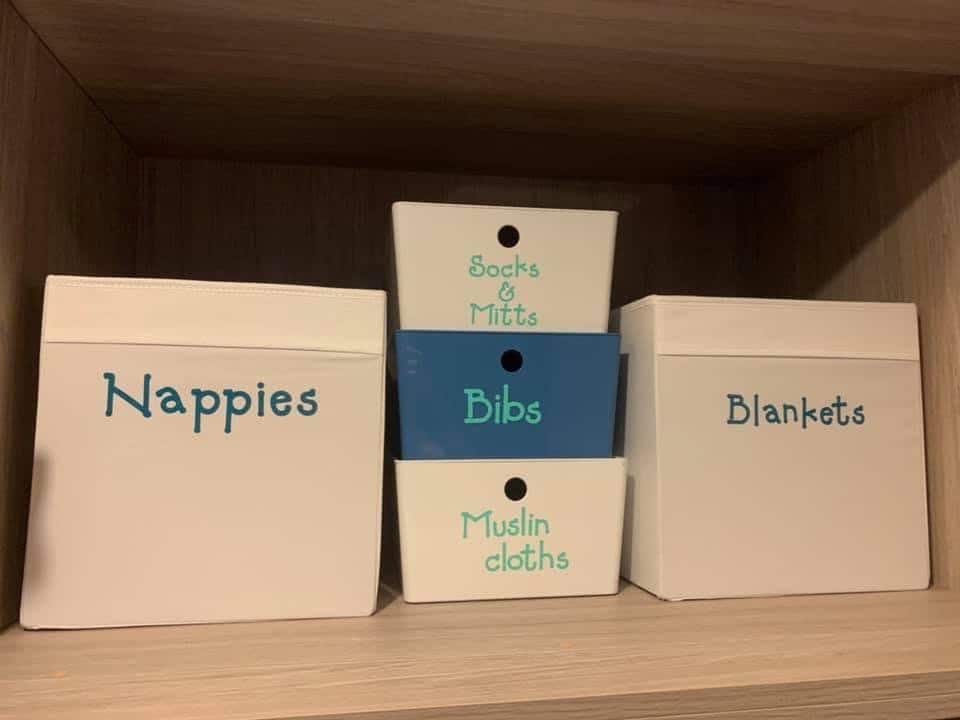 Nappies
Socks
&
Mitts
Bibs
Muslin
cloths
Blankets